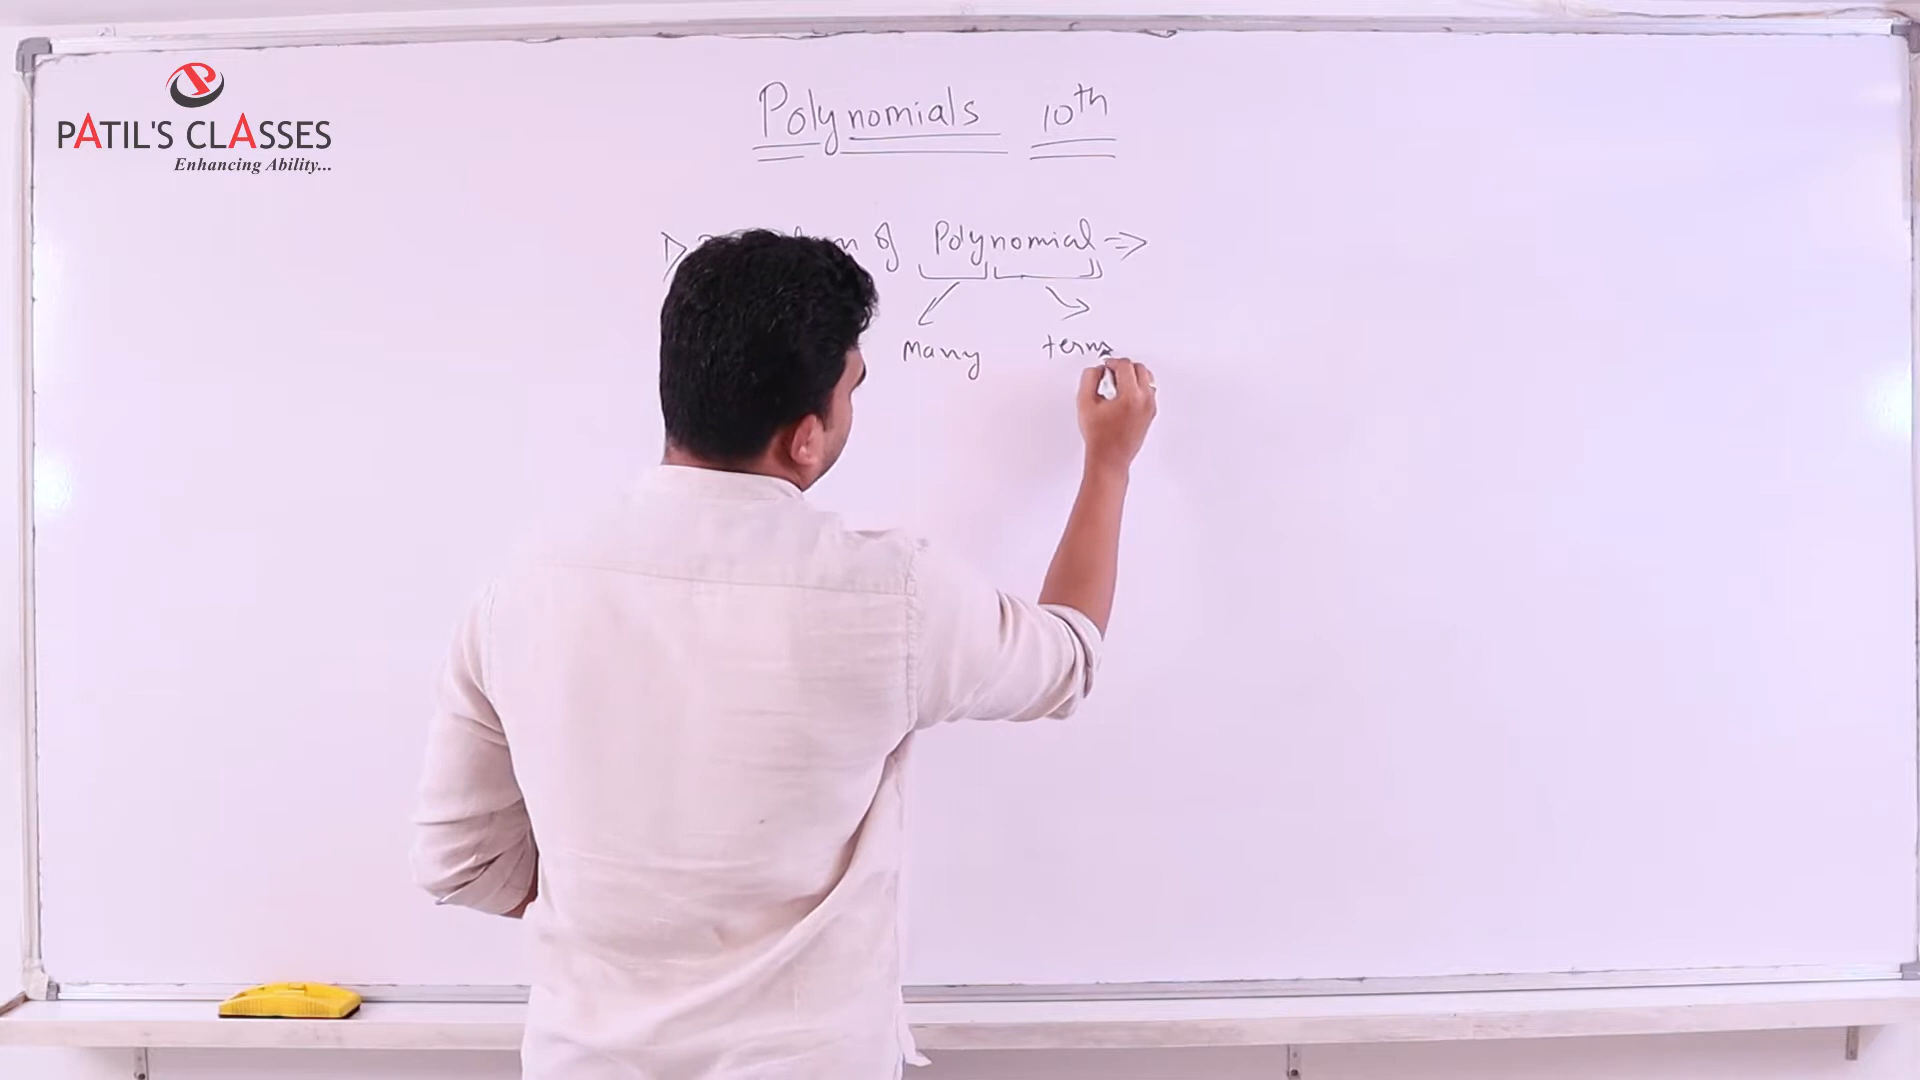 PATIL'S CLASSES
Enhancing Ability...
Polynomials 10th
of Polynomial =>
Many terms